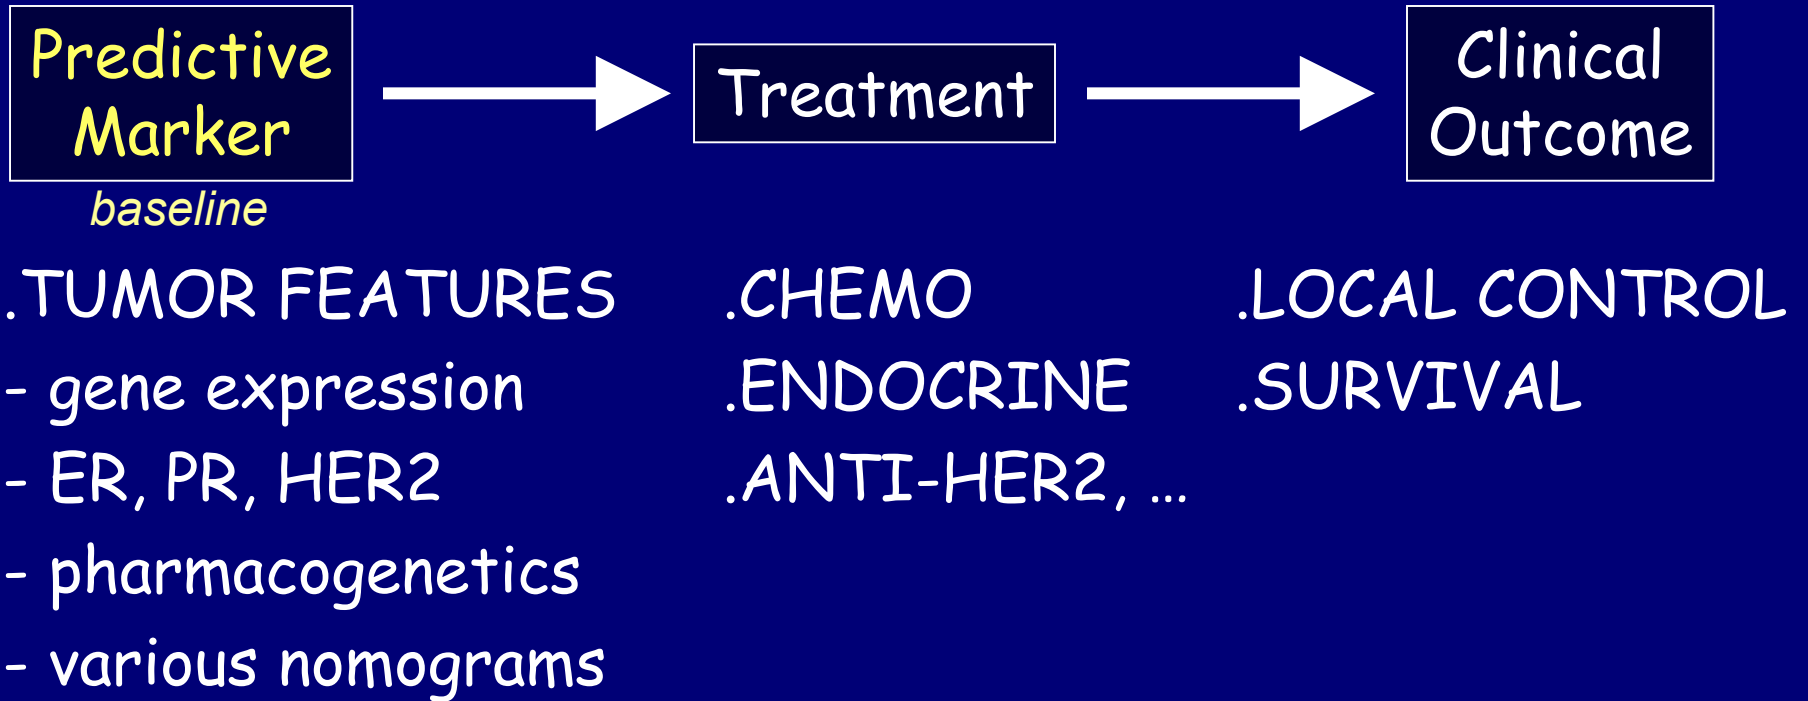 Predictive
Marker
baseline
Treatment
Clinical
Outcome
.TUMOR FEATURES
- gene expression
- ER, PR, HER2
- pharmacogenetics
- various nomograms
.CHEMO
.ENDOCRINE
.ANTI-HER2, ...
.LOCAL CONTROL
.SURVIVAL